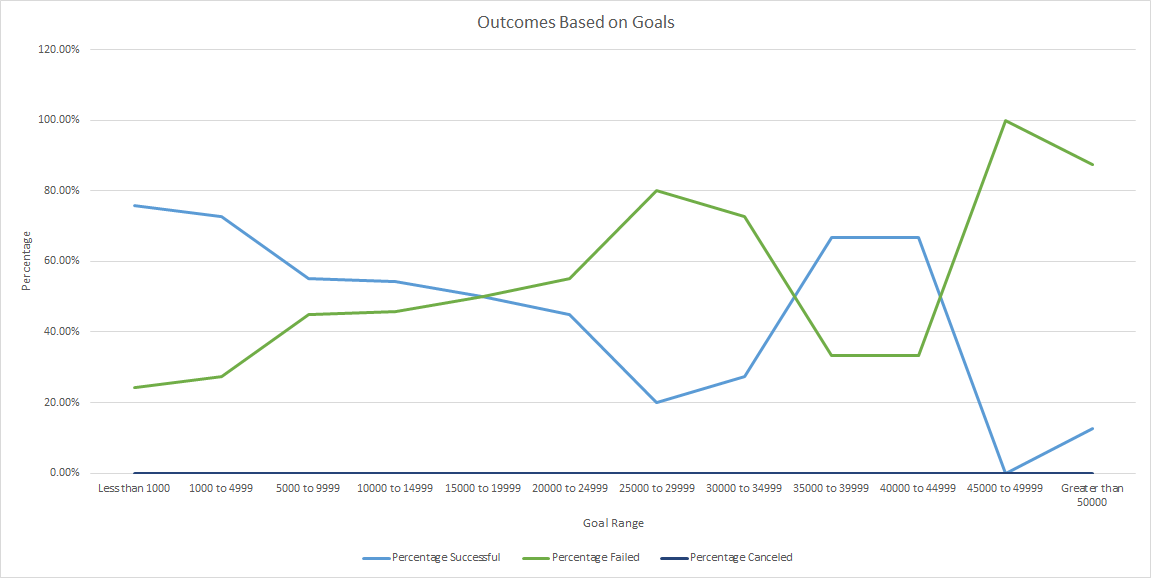 Outcomes Based on Goals
120.00%
100.00%
80.00%
60.00%
40.00%
20.00%
0.00%
Percentage
Less than 1000
1000 to 4999
5000 to 9999
10000 to 14999
15000 to 19999
20000 to 24999
25000 to 29999
30000 to 34999
35000 to 39999
40000 to 44999
45000 to 49999
Greater than
50000
Goal Range
Percentage Successful
Percentage Failed
Percentage Canceled